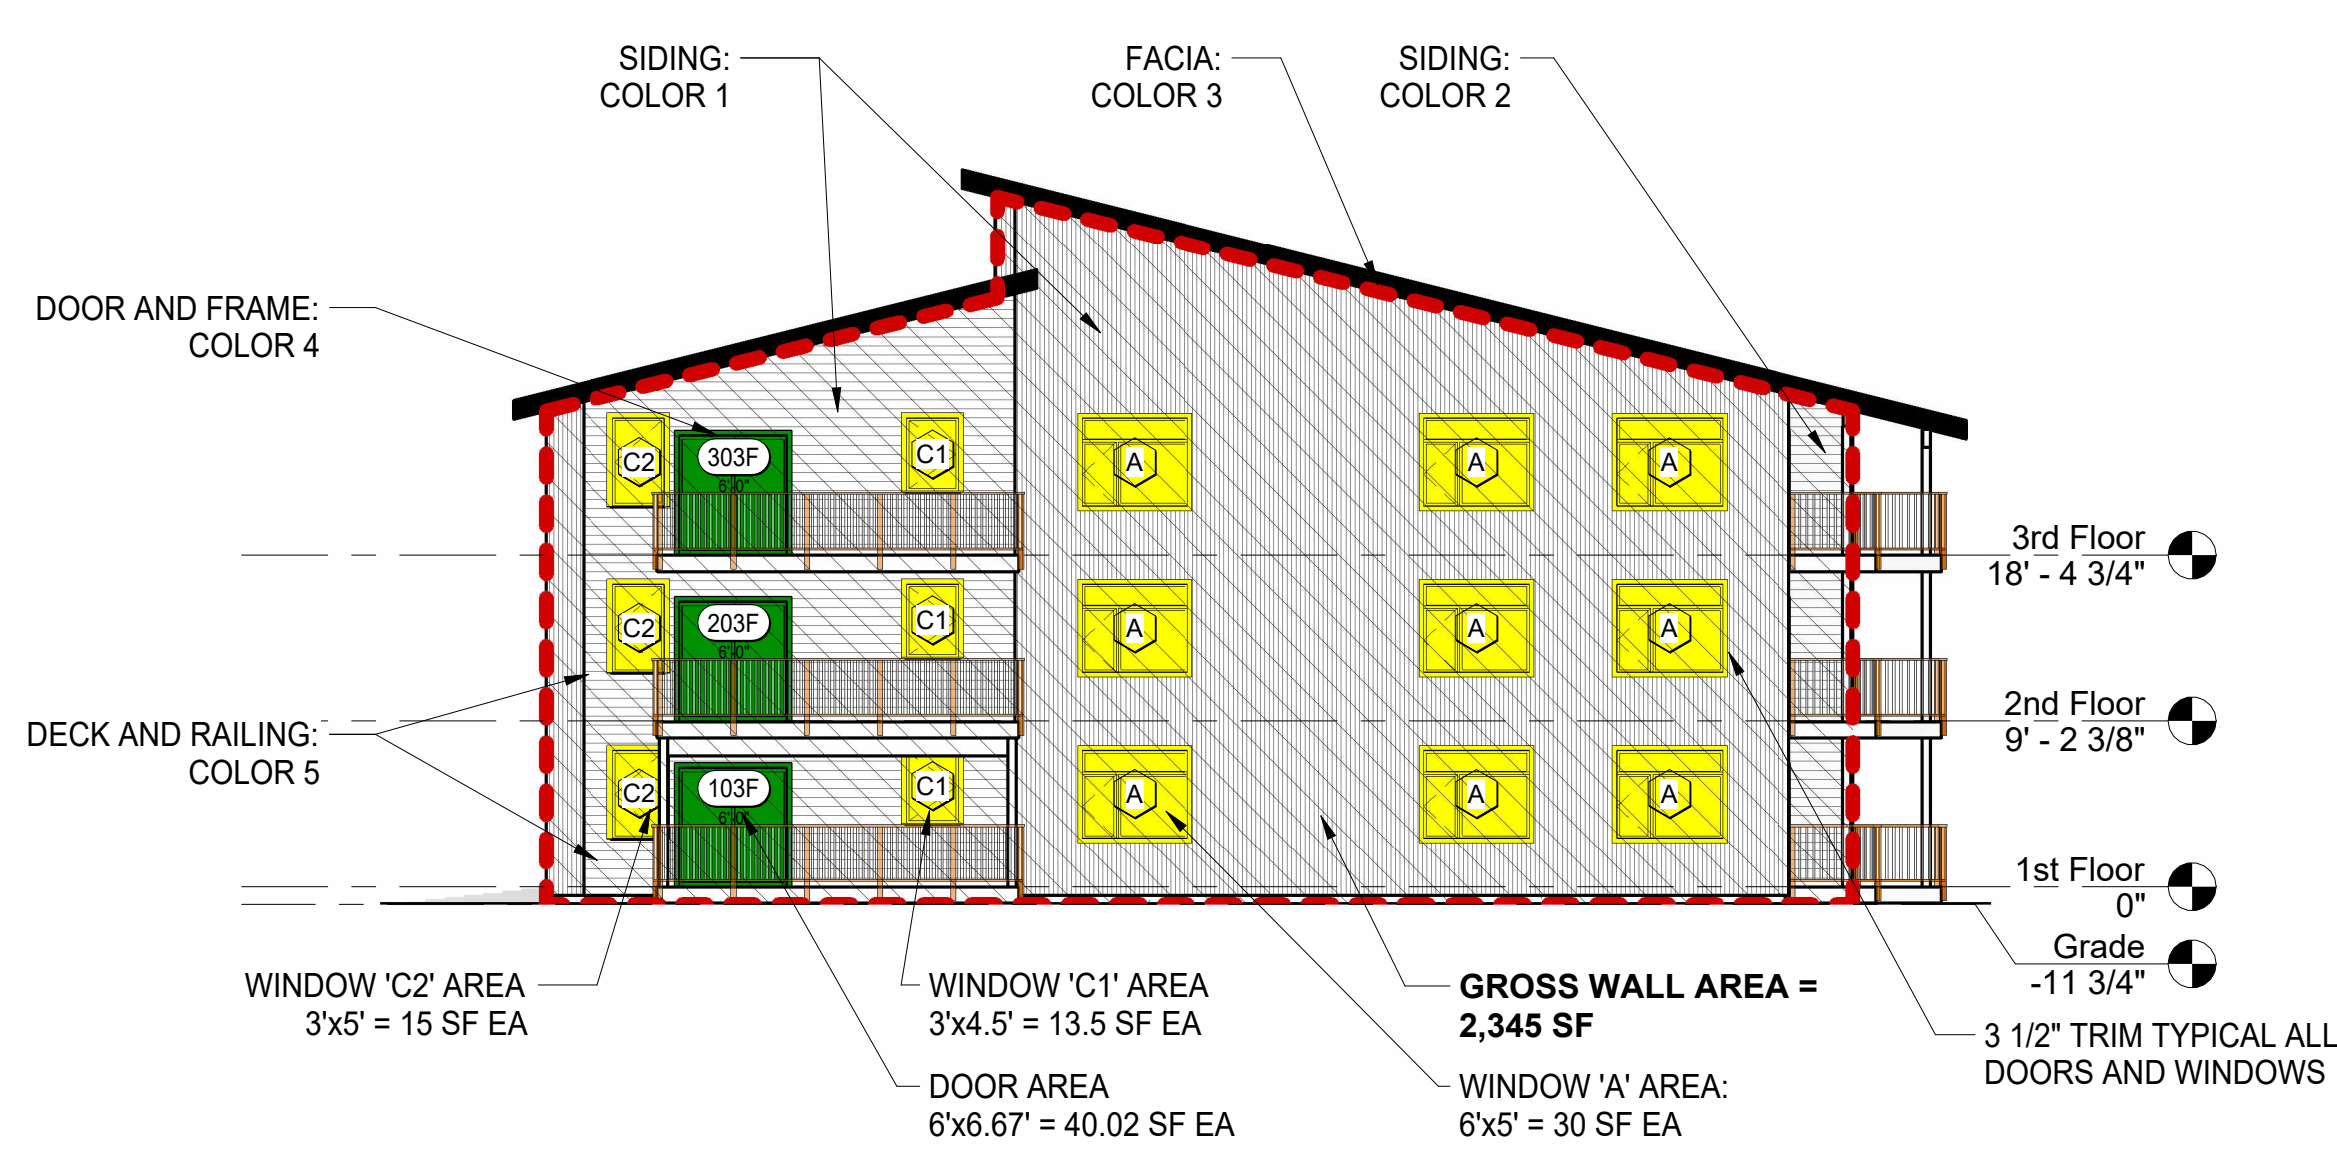 SIDING:
COLOR 1
FACIA:
COLOR 3
SIDING:
COLOR 2
DOOR AND FRAME:
COLOR 4
303F
6'-0"
C2
C1
A
A
A
3rd Floor
18' - 4 3/4"
203F
6'-0"
C2
C1
A
A
A
2nd Floor
9' - 2 3/8"
DECK AND RAILING:
COLOR 5
103F
6'-0"
C2
C1
A
A
A
1st Floor
0"
Grade
-11 3/4"
WINDOW 'C2' AREA
3'x5' = 15 SF EA
WINDOW 'C1' AREA
3'x4.5' = 13.5 SF EA
GROSS WALL AREA =
2,345 SF
3 1/2" TRIM TYPICAL ALL
DOORS AND WINDOWS
DOOR AREA
6'x6.67' = 40.02 SF EA
WINDOW 'A' AREA:
6'x5' = 30 SF EA